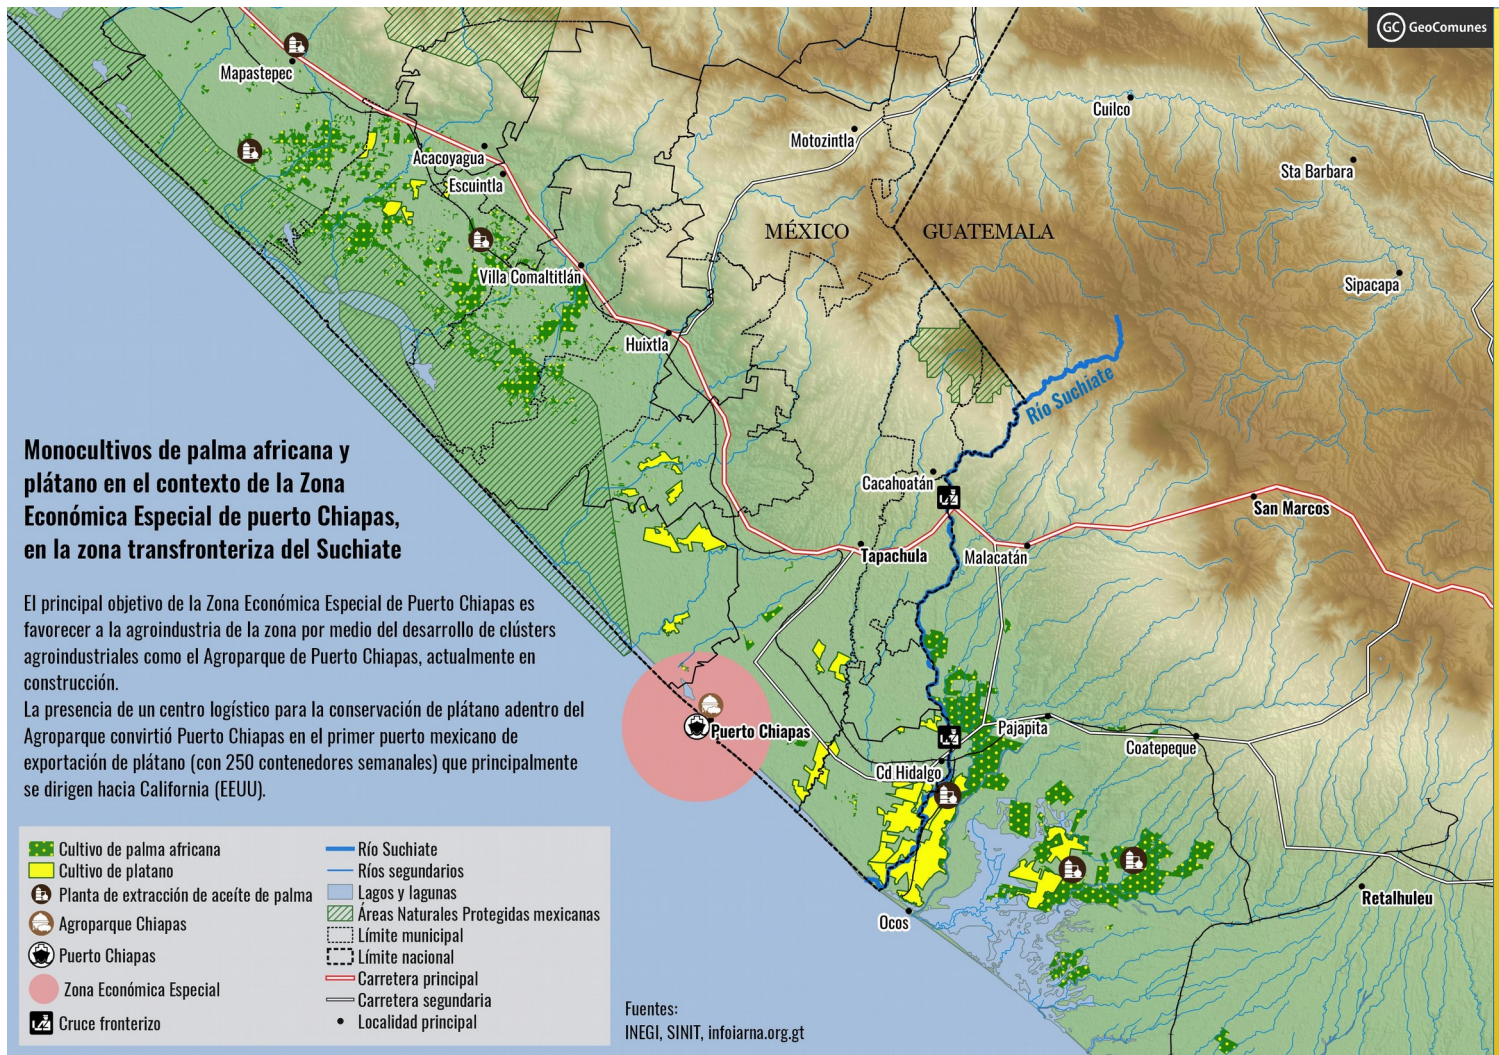 GC GeoComunes
Mapastepec
Cuilco
Motozintla
Acacoyagua
Sta Barbara
Escuintla
MÉXICO
GUATEMALA
Villa Comaltitlán
Sipacapa
Huixtla
Río Suchiate
Cacahoatán
San Marcos
Tapachula
Malacatán
Puerto Chiapas
Pajapita
Coatepeque
Cd Hidalgo
Retalhuleu
Ocos
Monocultivos de palma africana y
plátano en el contexto de la Zona
Económica Especial de puerto Chiapas,
en la zona transfronteriza del Suchiate
El principal objetivo de la Zona Económica Especial de Puerto Chiapas es
favorecer a la agroindustria de la zona por medio del desarrollo de clústers
agroindustriales como el Agroparque de Puerto Chiapas, actualmente en
construcción.
La presencia de un centro logístico para la conservación de plátano adentro del
Agroparque convirtió Puerto Chiapas en el primer puerto mexicano de
exportación de plátano (con 250 contenedores semanales) que principalmente
se dirigen hacia California (EEUU).
Cultivo de palma africana
Cultivo de platano
Planta de extracción de aceíte de palma
Agroparque Chiapas
Puerto Chiapas
Zona Económica Especial
Cruce fronterizo
Río Suchiate
Ríos segundarios
Lagos y lagunas
Áreas Naturales Protegidas mexicanas
Límite municipal
Límite nacional
Carretera principal
Carretera segundaria
Localidad principal
Fuentes:
INEGI, SINIT, infoiarna.org.gt